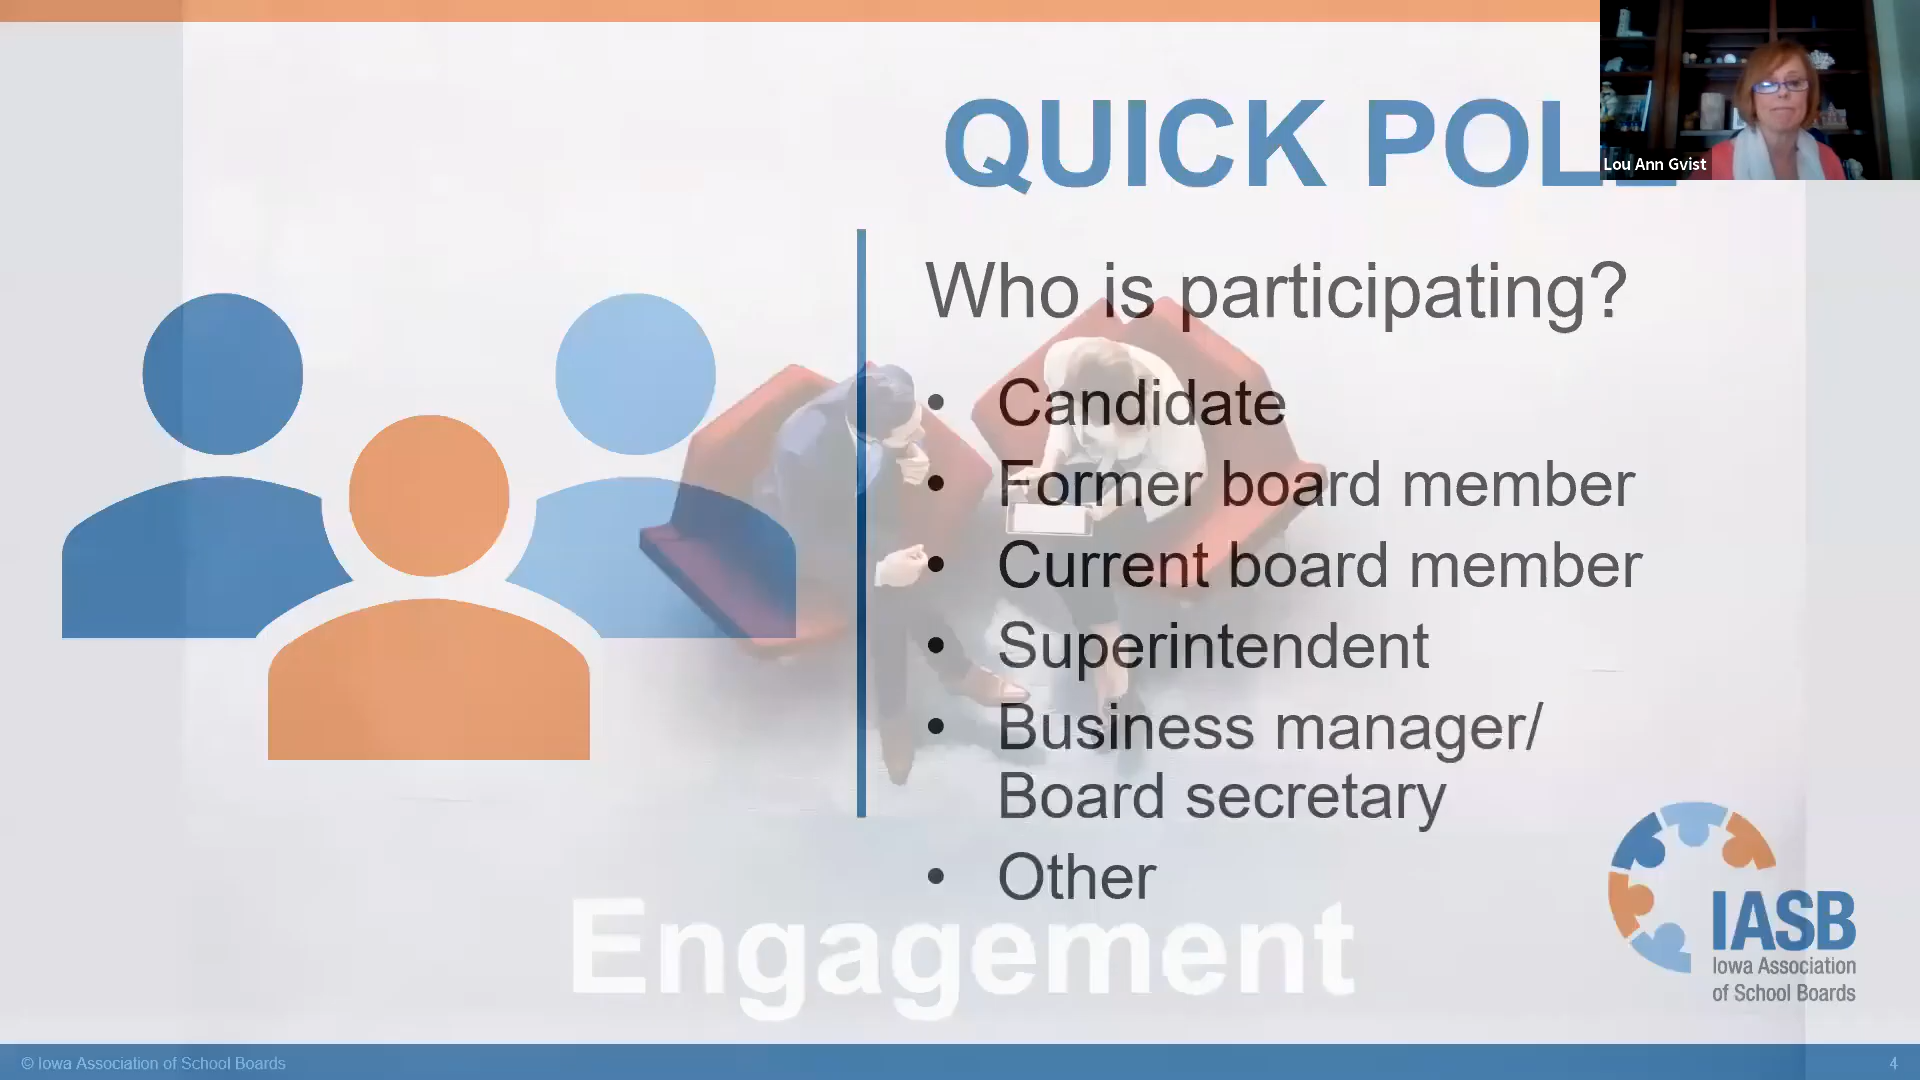 QUICK POLL
Lou Ann Gvist
Who is participating?
• Candidate
• Former board member
• Current board member
• Superintendent
• Business manager/
Board secretary
• Other
Engagement
IASB
Iowa Association
of School Boards
© Iowa Association of School Boards
4